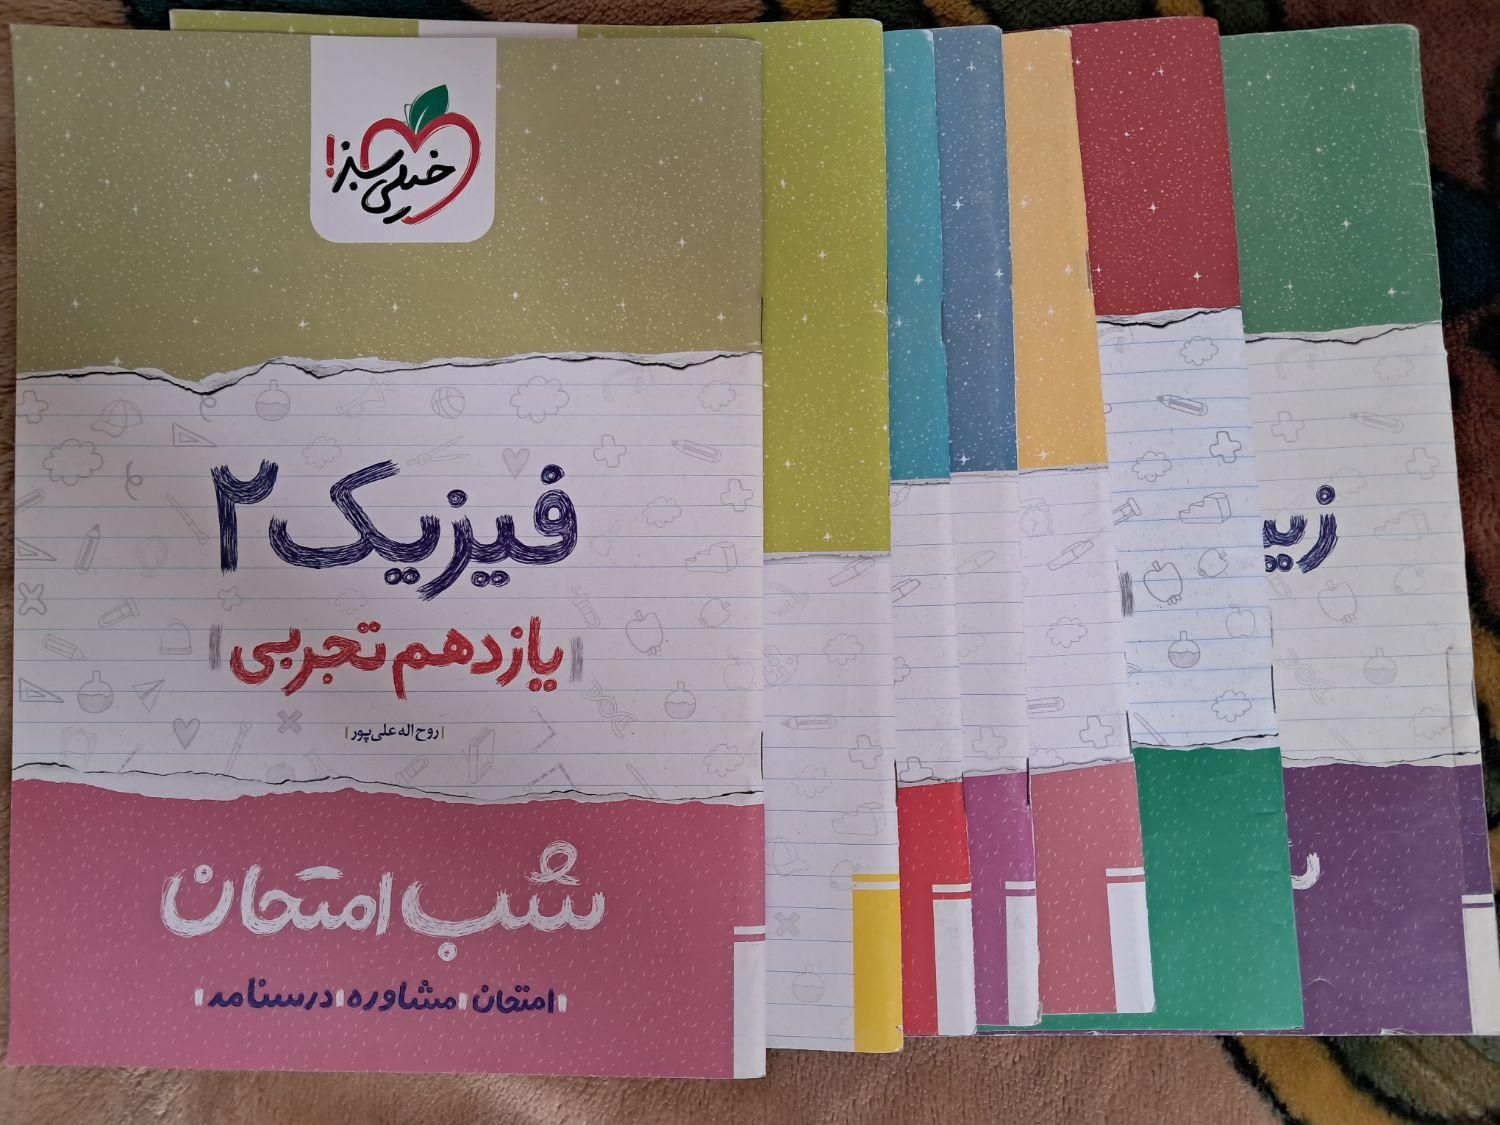 خیلی سبز!
فیزیک ۲
یازدهم تجربی
روح اله علی‌پور
شب امتحان
امتحان | مشاوره | درسنامه